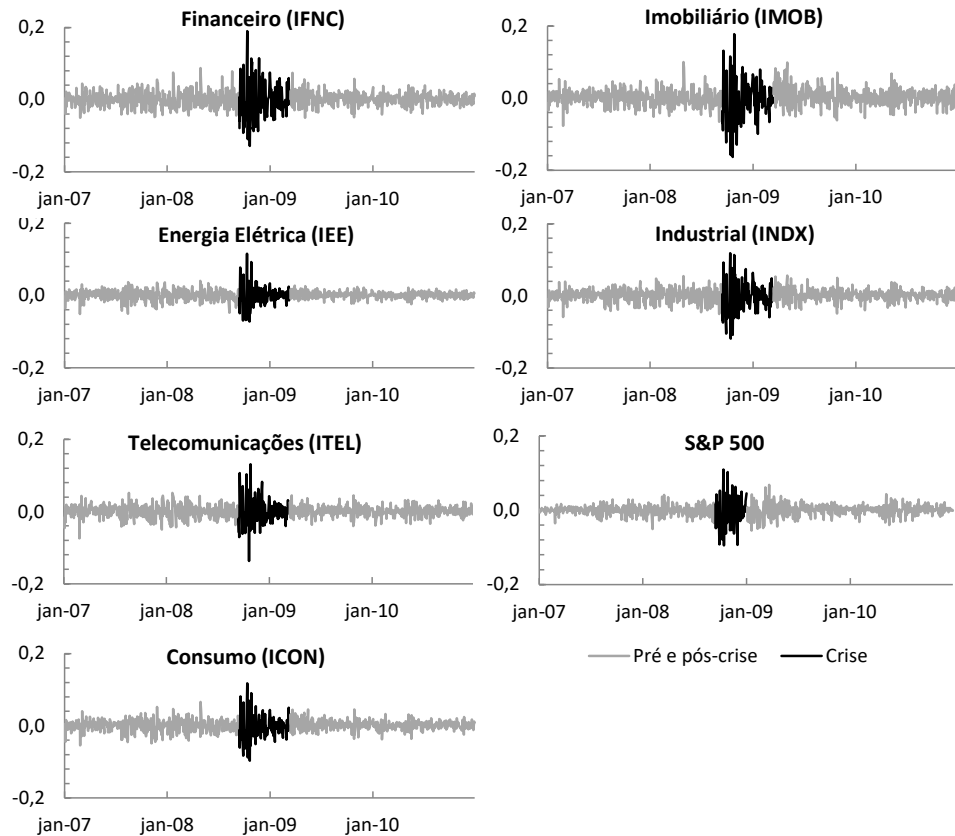 Financeiro (IFNC)
0,2
0,0
-0,2
jan-07 jan-08 jan-09 jan-10
Imobiliário (IMOB)
0,2
0,0
-0,2
jan-07 jan-08 jan-09 jan-10
Energia Elétrica (IEE)
0,2
0,0
-0,2
jan-07 jan-08 jan-09 jan-10
Industrial (INDX)
0,2
0,0
-0,2
jan-07 jan-08 jan-09 jan-10
Telecomunicações (ITEL)
0,2
0,0
-0,2
jan-07 jan-08 jan-09 jan-10
S&P 500
0,2
0,0
-0,2
jan-07 jan-08 jan-09 jan-10
Consumo (ICON)
0,2
0,0
-0,2
jan-07 jan-08 jan-09 jan-10
Pré e pós-crise Crise